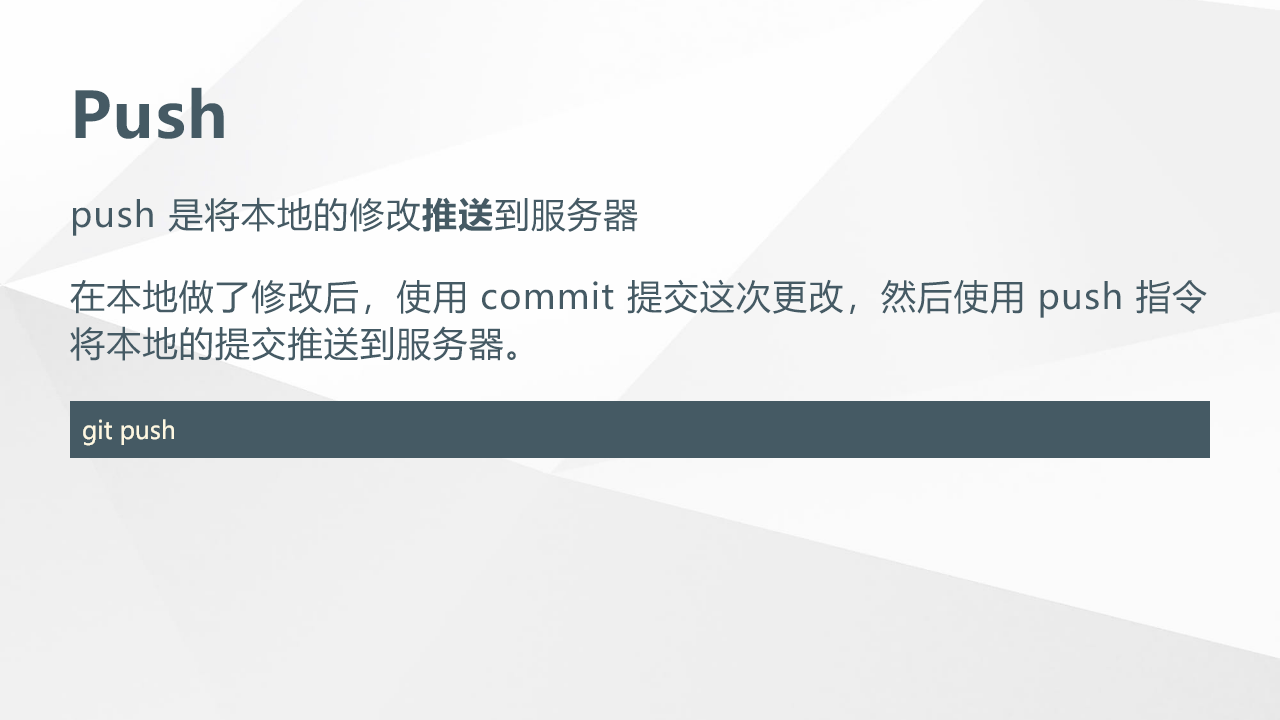 Push
push 是将本地的修改推送到服务器
在本地做了修改后，使用 commit 提交这次更改，然后使用 push 指令
将本地的提交推送到服务器。
git push